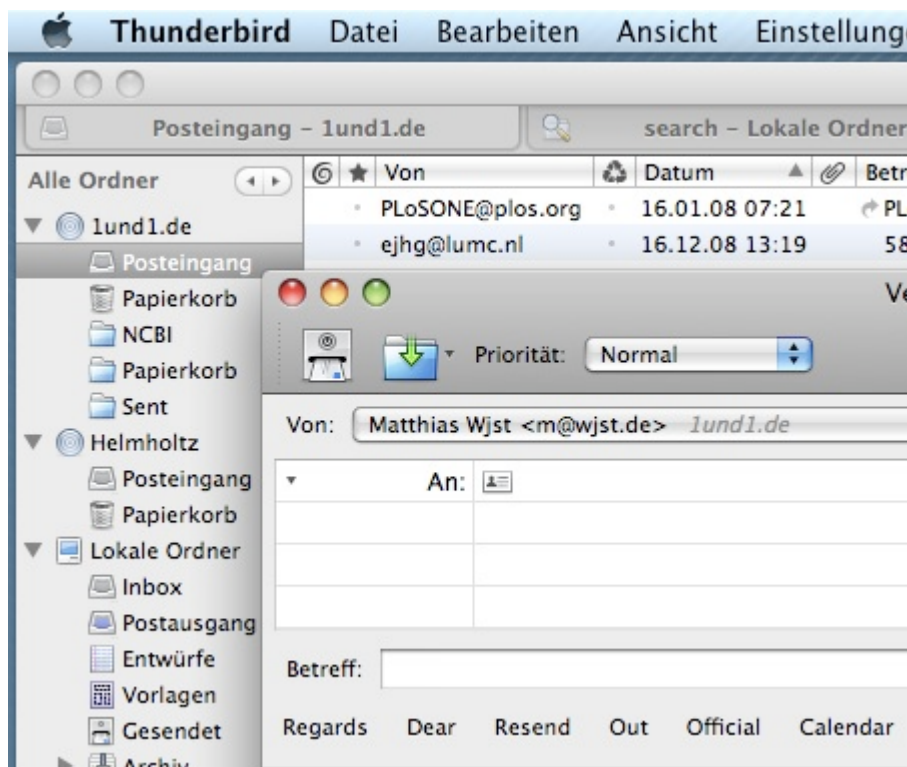 Thunderbird Datei Bearbeiten Ansicht Einstellunge
Posteingang – 1und1.de search – Lokale Ordner
Alle Ordner Von Datum Betr
PLoSONE@plos.org 16.01.08 07:21 PL
1und1.de
ejhg@lumc.nl 16.12.08 13:19 58
Posteingang
Papierkorb
NCBI
Papierkorb
Sent
Helmholtz
Posteingang
Papierkorb
Lokale Ordner
Inbox
Postausgang
Entwürfe
Vorlagen
Gesendet
Archiv
Ve
Priorität: Normal
Von: Matthias Wjst <m@wjst.de> 1und1.de
An:
Betreff:
Regards Dear Resend Out Official Calendar